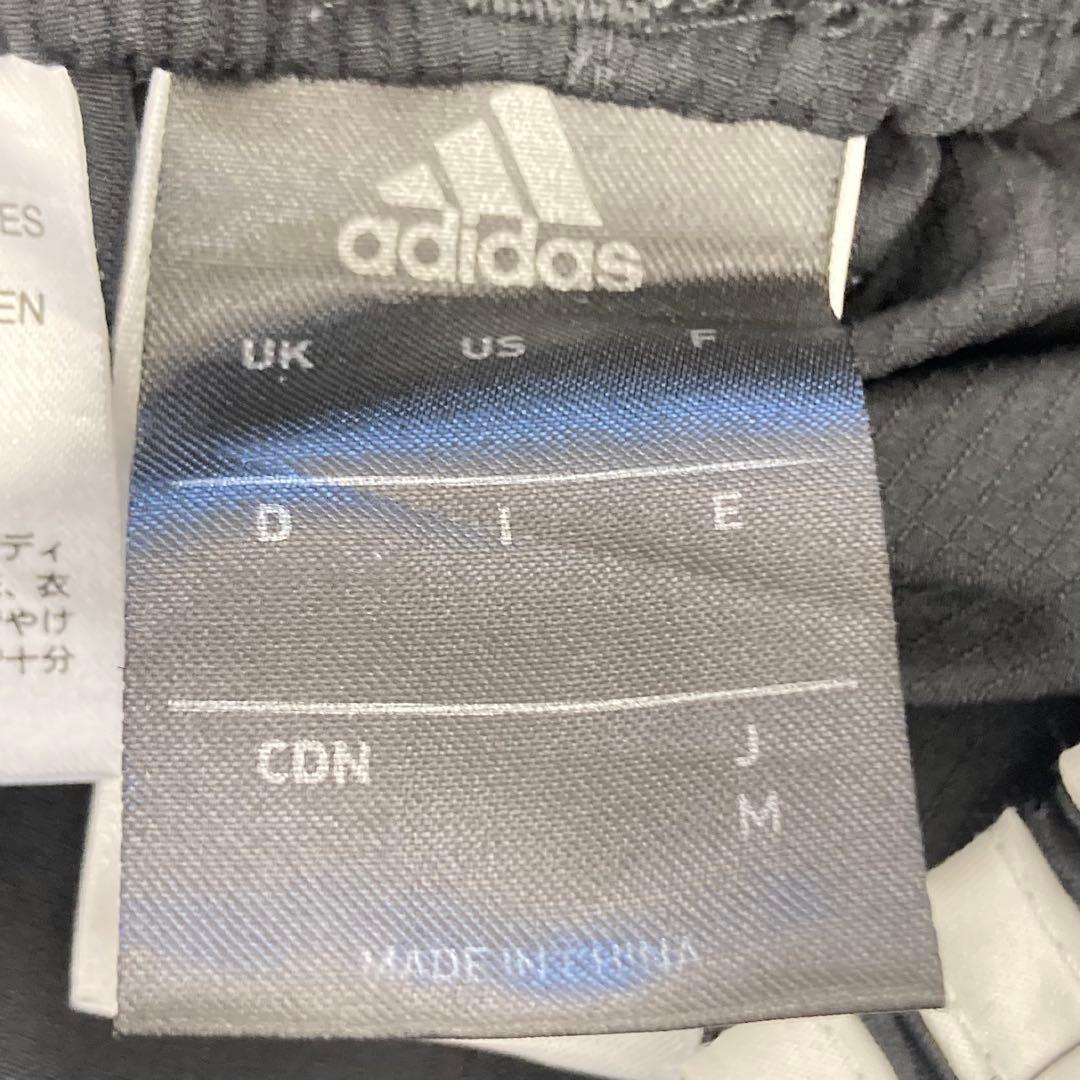 adidas
UK US F
D I E
CDN J
M
MADE IN CHINA
ES
EN
ディ
、衣
やけ
十分